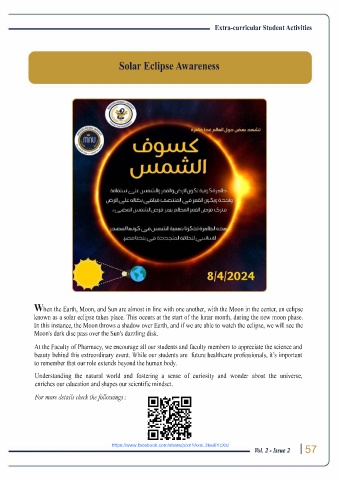 Extra-curricular Student Activities
Solar Eclipse Awareness
تشهد بعض دول العالم غدا ظاهرة
كسوف
الشمس
8/4/2024
When the Earth, Moon, and Sun are almost in line with one another, with the Moon in the center, an eclipse
known as a solar eclipse takes place. This occurs at the start of the lunar month, during the new moon phase.
In this instance, the Moon throws a shadow over Earth, and if we are able to watch the eclipse, we will see the
Moon's dark disc pass over the Sun's dazzling disk.
At the Faculty of Pharmacy, we encourage all our students and faculty members to appreciate the science and
beauty behind this extraordinary event. While our students are future healthcare professionals, it's important
to remember that our role extends beyond the human body.
Understanding the natural world and fostering a sense of curiosity and wonder about the universe,
enriches our education and shapes our scientific mindset.
For more details check the followings :
Vol. 2 - Issue 2 57